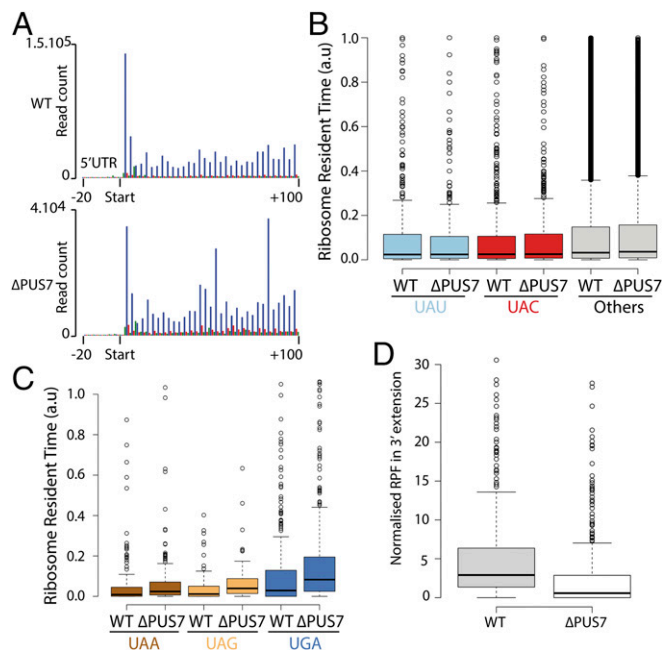 A
1.5.10⁵
WT
Read count
0
5'UTR
-20 Start +100
4.10⁴
ΔPUS7
Read count
0
-20 Start +100
B
Ribosome Resident Time (a.u)
1.0
0.8
0.6
0.4
0.2
0.0
WT ΔPUS7 WT ΔPUS7 WT ΔPUS7
UAU UAC Others
C
Ribosome Resident Time (a.u)
1.0
0.8
0.6
0.4
0.2
0.0
WT ΔPUS7 WT ΔPUS7 WT ΔPUS7
UAA UAG UGA
D
Normalised RPF in 3' extension
30
25
20
15
10
5
0
WT ΔPUS7